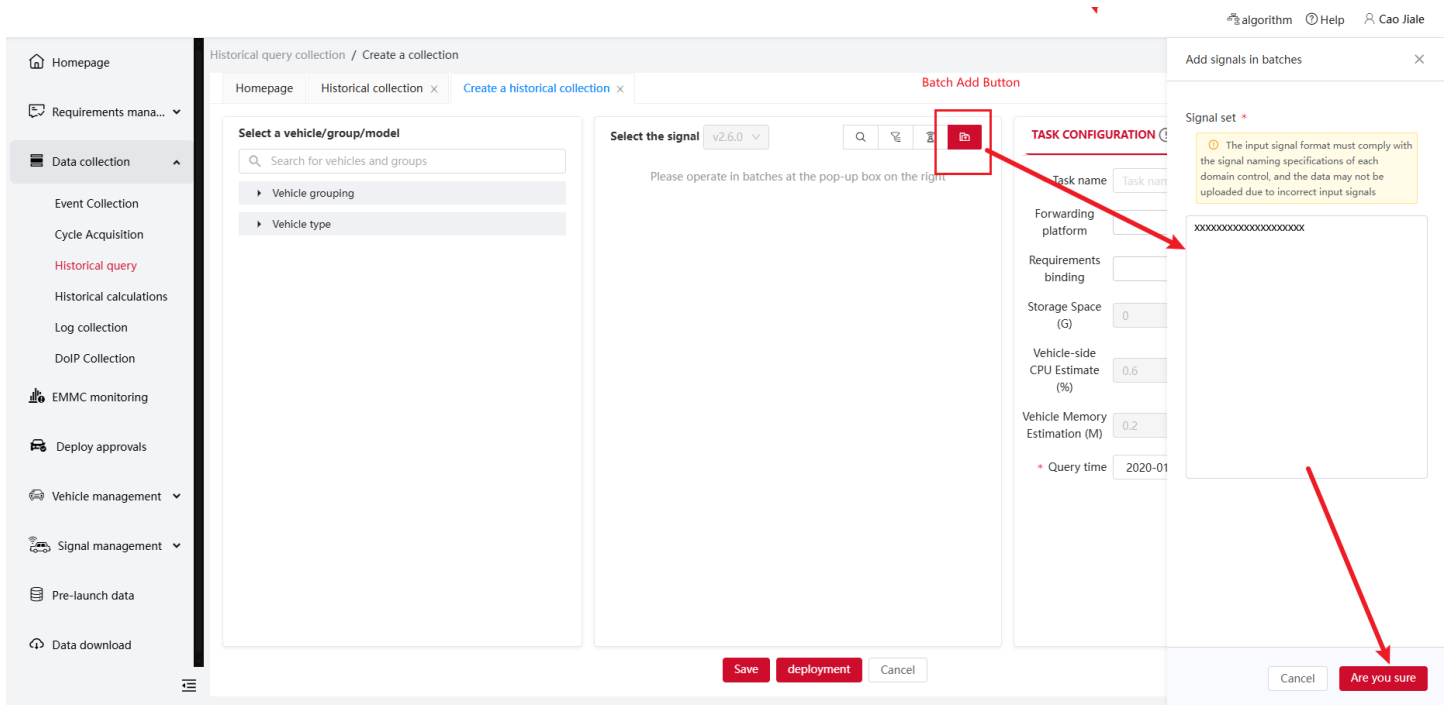 algorithm Help Cao Jiale
Homepage
Requirements mana...
Data collection
Event Collection
Cycle Acquisition
Historical query
Historical calculations
Log collection
DoIP Collection
EMMC monitoring
Deploy approvals
Vehicle management
Signal management
Pre-launch data
Data download
Historical query collection / Create a collection
Homepage Historical collection × Create a historical collection ×
Batch Add Button
Select a vehicle/group/model
Search for vehicles and groups
Vehicle grouping
Vehicle type
Select the signal v2.6.0
Please operate in batches at the pop-up box on the right
TASK CONFIGURATION
Task name Task nam
Forwarding
platform
Requirements
binding
Storage Space
(G)
0
Vehicle-side
CPU Estimate
(%)
0.6
Vehicle Memory
Estimation (M)
0.2
* Query time 2020-01
Save deployment Cancel
Add signals in batches
Signal set *
The input signal format must comply with
the signal naming specifications of each
domain control, and the data may not be
uploaded due to incorrect input signals
xxxxxxxxxxxxxxxxxxxx
Cancel Are you sure